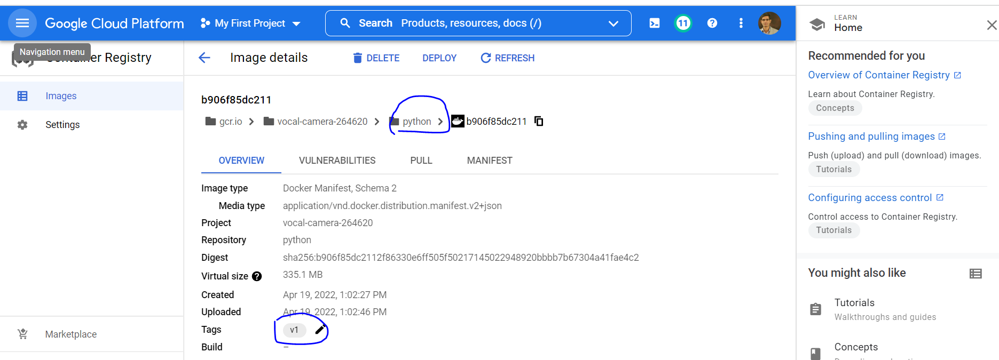 Google Cloud Platform
My First Project
Search Products, resources, docs (/)
11
Navigation menu
Container Registry
Images
Settings
Marketplace
Image details
DELETE
DEPLOY
REFRESH
b906f85dc211
gcr.io
vocal-camera-264620
python
b906f85dc211
OVERVIEW
VULNERABILITIES
PULL
MANIFEST
Image type Docker Manifest, Schema 2
Media type application/vnd.docker.distribution.manifest.v2+json
Project vocal-camera-264620
Repository python
Digest sha256:b906f85dc2112f86330e6ff505f50217145022948920bbbb7b67304a41fae4c2
Virtual size 335.1 MB
Created Apr 19, 2022, 1:02:27 PM
Uploaded Apr 19, 2022, 1:02:46 PM
Tags v1
Build –
LEARN
Home
Recommended for you
Overview of Container Registry
Learn about Container Registry.
Concepts
Pushing and pulling images
Push (upload) and pull (download) images.
Tutorials
Configuring access control
Control access to Container Registry.
Tutorials
You might also like
Tutorials
Walkthroughs and guides
Concepts